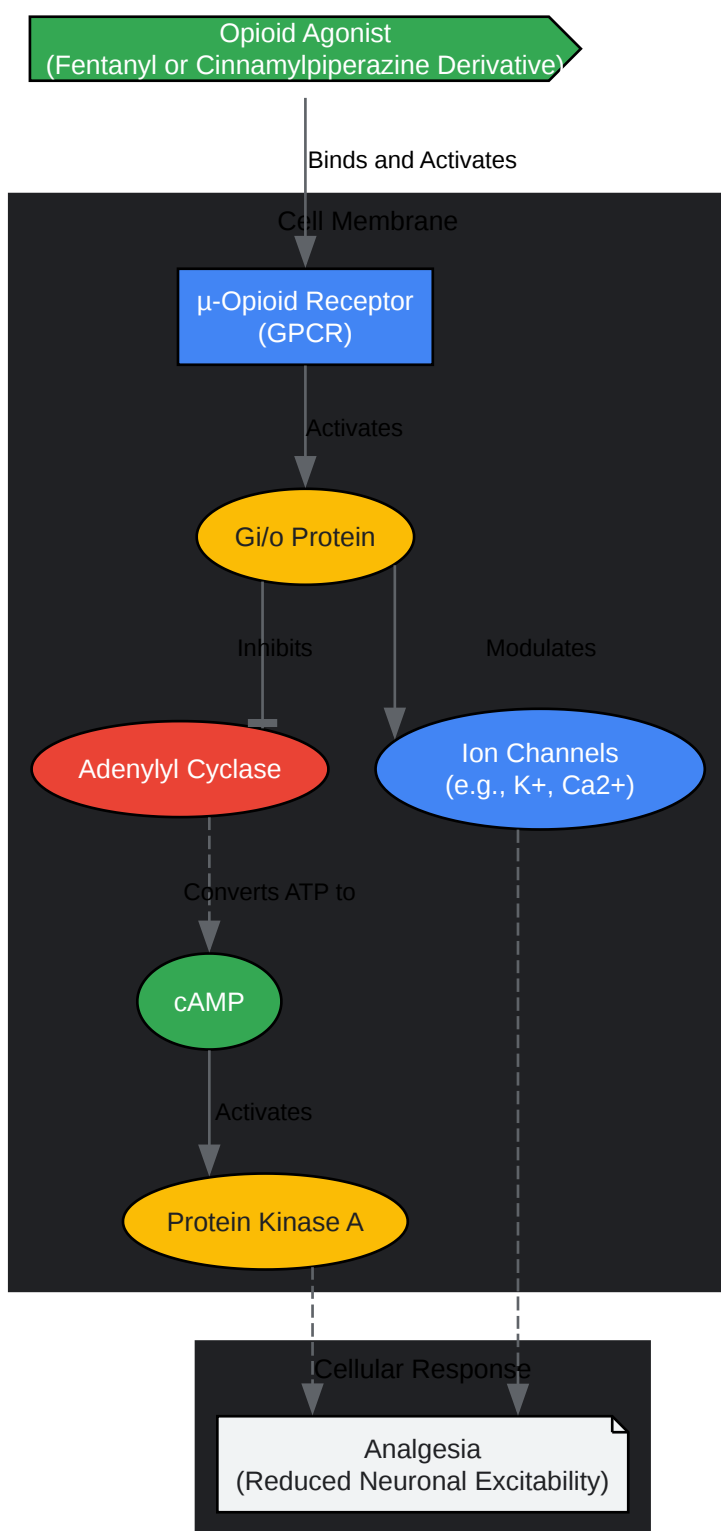 Opioid Agonist
(Fentanyl or Cinnamylpiperazine Derivative)
Binds and Activates
Cell Membrane
µ-Opioid Receptor
(GPCR)
Activates
Gi/o Protein
Inhibits
Modulates
Adenylyl Cyclase
Ion Channels
(e.g., K+, Ca2+)
Converts ATP to
cAMP
Activates
Protein Kinase A
Cellular Response
Analgesia
(Reduced Neuronal Excitability)